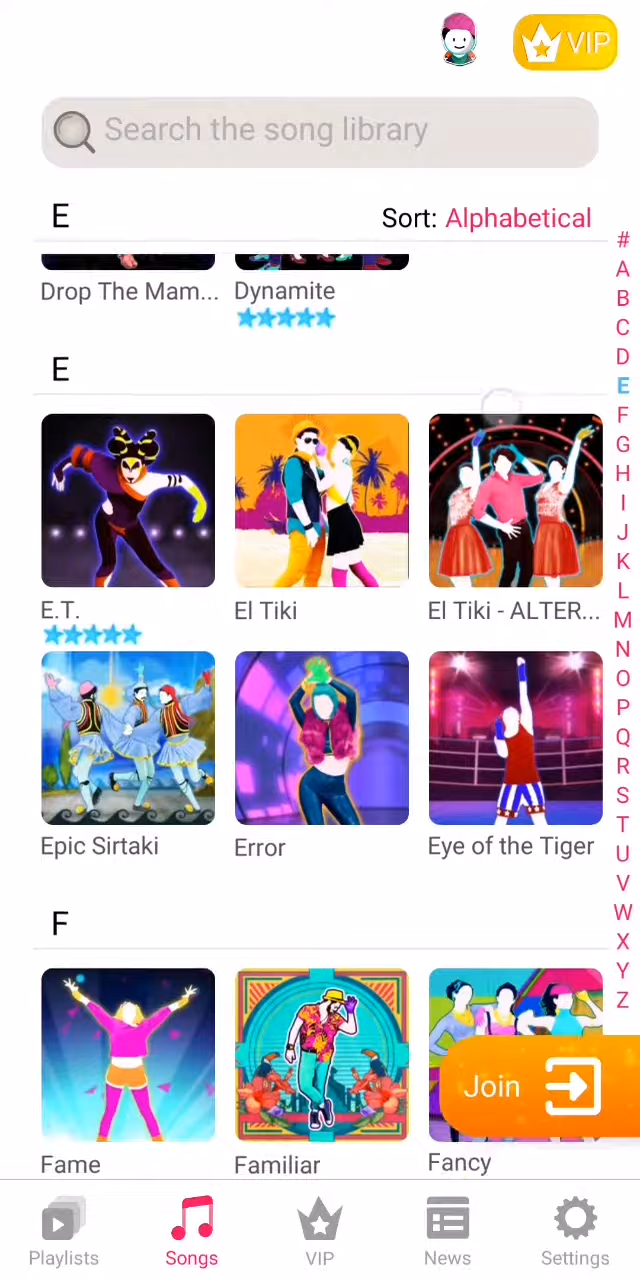 VIP
Search the song library
E
Sort: Alphabetical
Drop The Mam...
Dynamite
E
E.T.
El Tiki
El Tiki - ALTER...
Epic Sirtaki
Error
Eye of the Tiger
F
Fame
Familiar
Fancy
#
A
B
C
D
E
F
G
H
I
J
K
L
M
N
O
P
Q
R
S
T
U
V
W
X
Y
Z
Join
Playlists
Songs
VIP
News
Settings